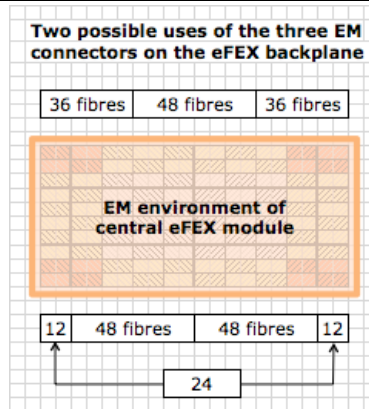 Two possible uses of the three EM
connectors on the eFEX backplane
36 fibres 48 fibres 36 fibres
EM environment of
central eFEX module
12 48 fibres 48 fibres 12
24